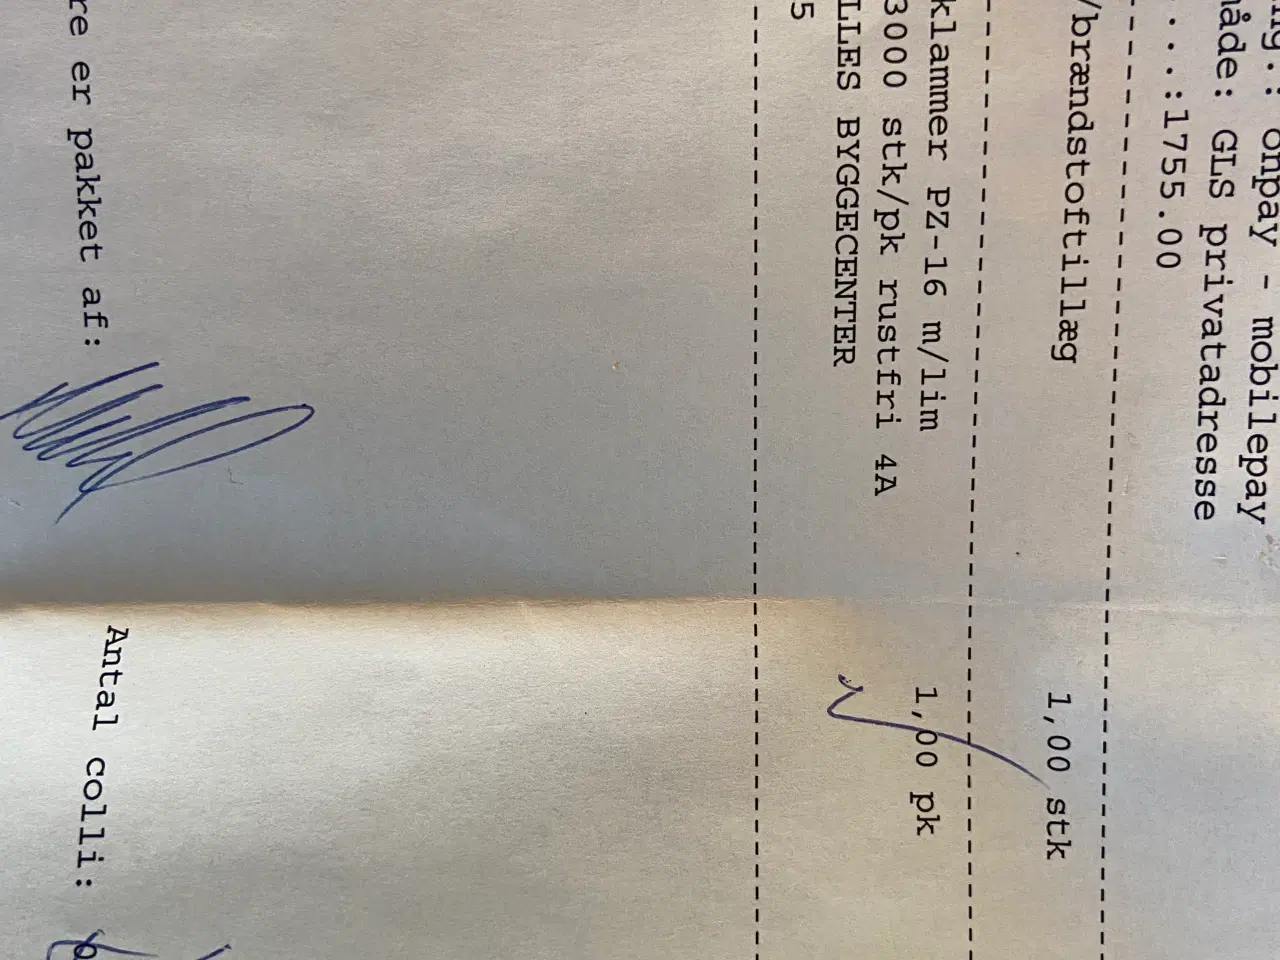 onpay - mobilepay
åde: GLS privatadresse
...:1755.00
/brændstoftillæg 1,00 stk
klammer PZ-16 m/lim 1,00 pk
3000 stk/pk rustfri 4A
LLES BYGGECENTER
5
re er pakket af:
Antal colli: